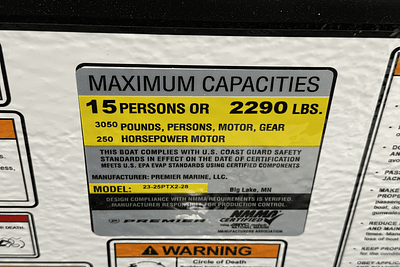 MAXIMUM CAPACITIES
15 PERSONS OR 2290 LBS.
3050 POUNDS, PERSONS, MOTOR, GEAR
250 HORSEPOWER MOTOR
THIS BOAT COMPLIES WITH U.S. COAST GUARD SAFETY
STANDARDS IN EFFECT ON THE DATE OF CERTIFICATION
MEETS U.S. EPA EVAP STANDARDS USING CERTIFIED COMPONENTS.
MANUFACTURER: PREMIER MARINE, LLC.
MODEL: 23-25PTX2-28 Big Lake, MN
DESIGN COMPLIANCE WITH NMMA REQUIREMENTS IS VERIFIED.
MANUFACTURER RESPONSIBLE FOR PRODUCTION CONTROL.
PREMIER NMMA
CERTIFIED
MANUFACTURERS ASSOCIATION
WARNING